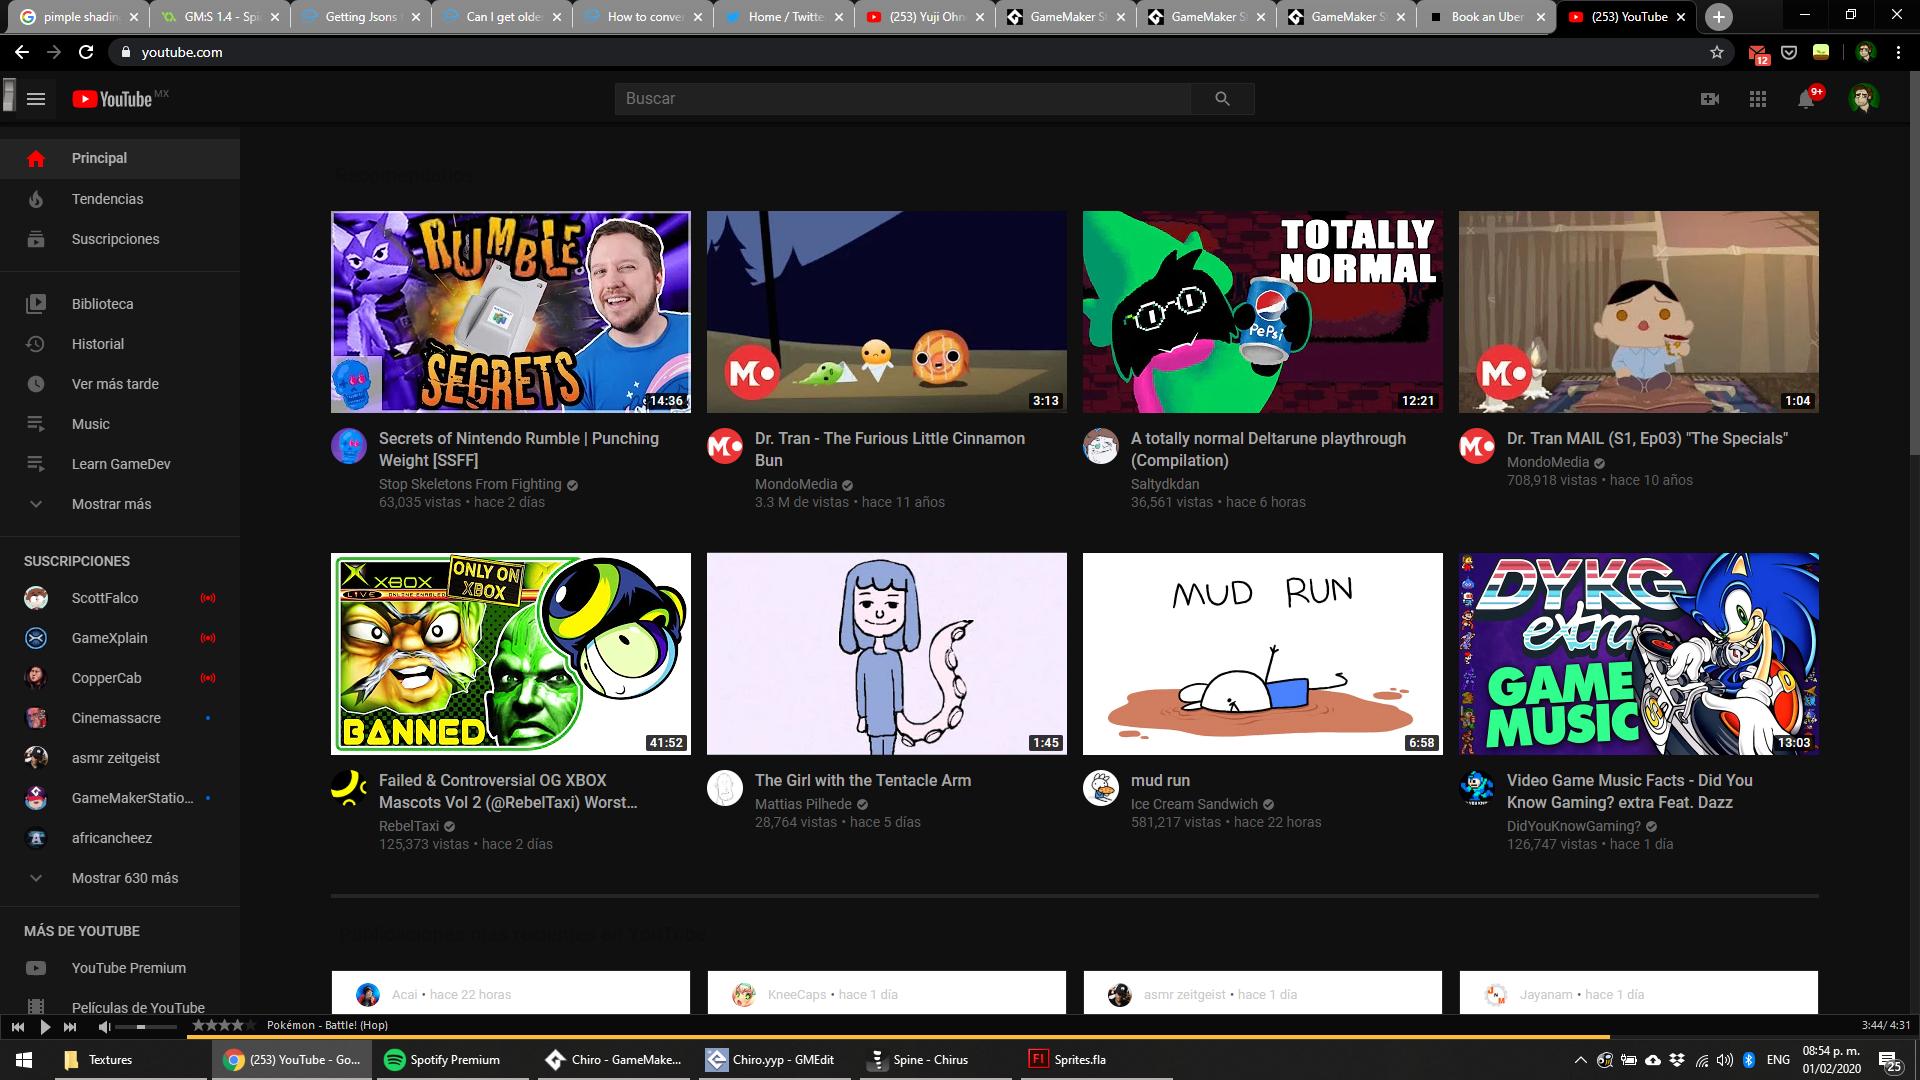 pimple shading
GM:S 1.4 - Spi
Getting Jsons
Can I get older
How to conve
Home / Twitte
(253) Yuji Ohn
GameMaker S
GameMaker S
GameMaker S
Book an Uber
(253) YouTube
youtube.com
12
YouTube MX
Buscar
9+
Principal
Tendencias
Suscripciones
Biblioteca
Historial
Ver más tarde
Music
Learn GameDev
Mostrar más
SUSCRIPCIONES
ScottFalco
GameXplain
CopperCab
Cinemassacre
asmr zeitgeist
GameMakerStatio...
africancheez
Mostrar 630 más
MÁS DE YOUTUBE
YouTube Premium
Películas de YouTube
Recomendados
RUMBLE
SECRETS
14:36
Secrets of Nintendo Rumble | Punching
Weight [SSFF]
Stop Skeletons From Fighting
63,035 vistas • hace 2 días
3:13
Dr. Tran - The Furious Little Cinnamon
Bun
MondoMedia
3.3 M de vistas • hace 11 años
TOTALLY
NORMAL
PePsi
12:21
A totally normal Deltarune playthrough
(Compilation)
Saltydkdan
36,561 vistas • hace 6 horas
1:04
Dr. Tran MAIL (S1, Ep03) "The Specials"
MondoMedia
708,918 vistas • hace 10 años
XBOX
LIVE ONLINE ENABLED
ONLY ON
XBOX
BANNED
41:52
Failed & Controversial OG XBOX
Mascots Vol 2 (@RebelTaxi) Worst...
RebelTaxi
125,373 vistas • hace 2 días
1:45
The Girl with the Tentacle Arm
Mattias Pilhede
28,764 vistas • hace 5 días
MUD RUN
6:58
mud run
Ice Cream Sandwich
581,217 vistas • hace 22 horas
DYKG
extra
GAME
MUSIC
13:03
Video Game Music Facts - Did You
Know Gaming? extra Feat. Dazz
DidYouKnowGaming?
126,747 vistas • hace 1 día
Publicaciones más recientes en YouTube
Acai • hace 22 horas
KneeCaps • hace 1 día
asmr zeitgeist • hace 1 día
Jayanam • hace 1 día
Pokémon - Battle! (Hop)
3:44/ 4:31
Textures
(253) YouTube - Go...
Spotify Premium
Chiro - GameMake...
Chiro.yyp - GMEdit
Spine - Chirus
Sprites.fla
ENG
08:54 p. m.
01/02/2020
25